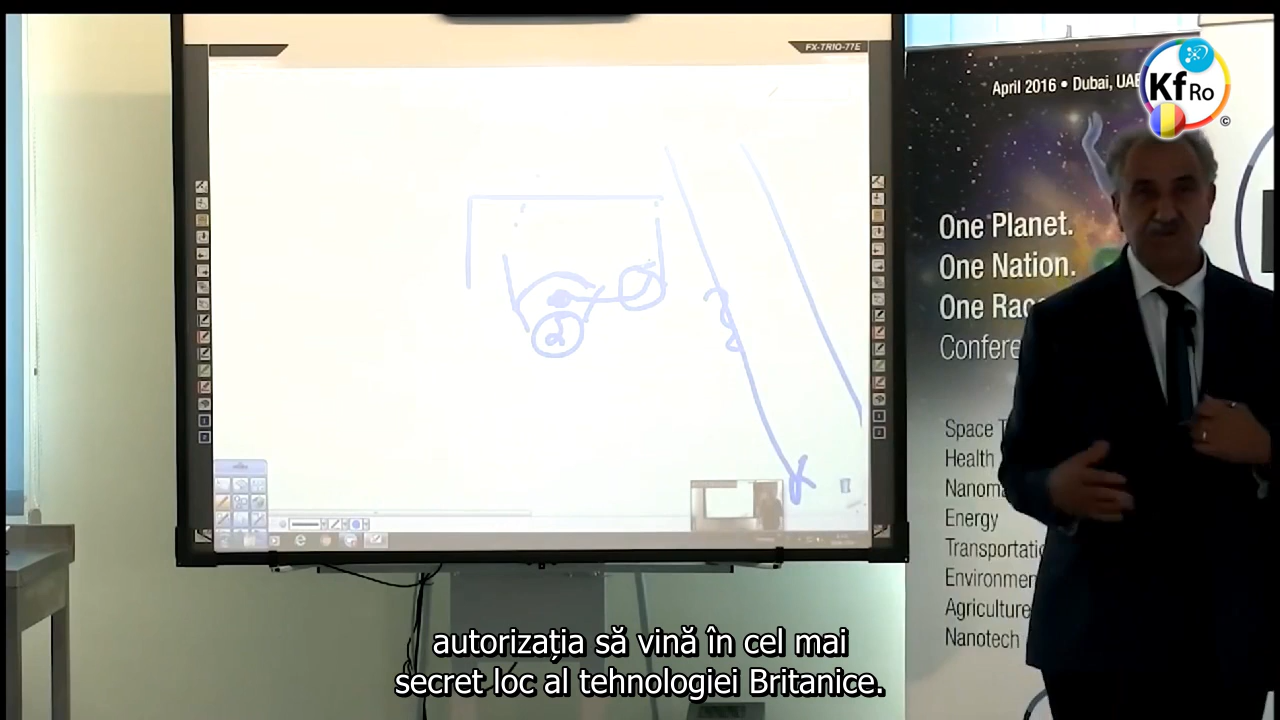 FX-TRIO-77E
April 2016 • Dubai, UAE
Kf Ro
©
One Planet.
One Nation.
One Race
Confere
α
Space T
Health
Nanoma
Energy
Transportatio
Environmen
Agriculture
Nanotech
autorizația să vină în cel mai
secret loc al tehnologiei Britanice.